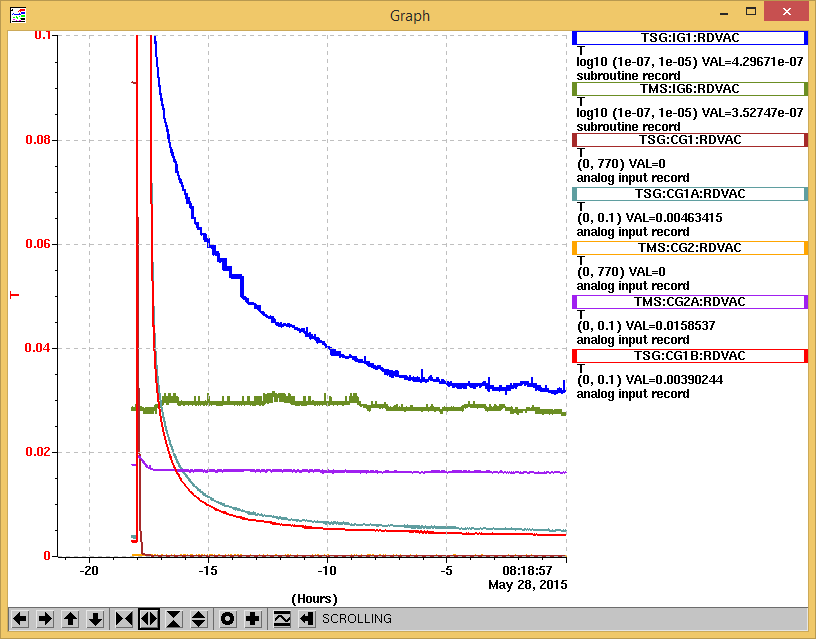 Graph
TSG:IG1:RDVAC
T
log10 (1e-07, 1e-05) VAL=4.29671e-07
subroutine record
TMS:IG6:RDVAC
T
log10 (1e-07, 1e-05) VAL=3.52747e-07
subroutine record
TSG:CG1:RDVAC
T
(0, 770) VAL=0
analog input record
TSG:CG1A:RDVAC
T
(0, 0.1) VAL=0.00463415
analog input record
TMS:CG2:RDVAC
T
(0, 770) VAL=0
analog input record
TMS:CG2A:RDVAC
T
(0, 0.1) VAL=0.0158537
analog input record
TSG:CG1B:RDVAC
T
(0, 0.1) VAL=0.00390244
analog input record
0.1
0.08
0.06
0.04
0.02
0
T
-20 -15 -10 -5 08:18:57
May 28, 2015
(Hours)
SCROLLING